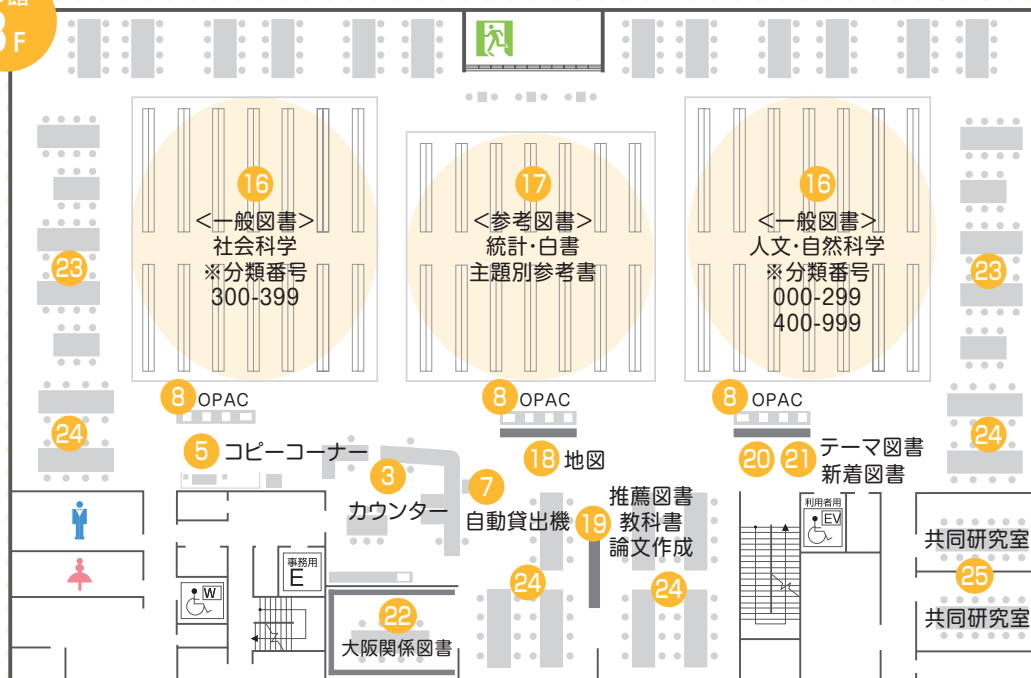 3F
16
<一般図書>
社会科学
※分類番号
300-399
17
<参考図書>
統計・白書
主題別参考書
16
<一般図書>
人文・自然科学
※分類番号
000-299
400-999
23
23
8 OPAC
8 OPAC
8 OPAC
24
24
5 コピーコーナー
3
カウンター
7
自動貸出機
18 地図
19
推薦図書
教科書
論文作成
20 21 テーマ図書
新着図書
利用者用
EV
事務用
E
W
22
大阪関係図書
24
24
共同研究室
25
共同研究室